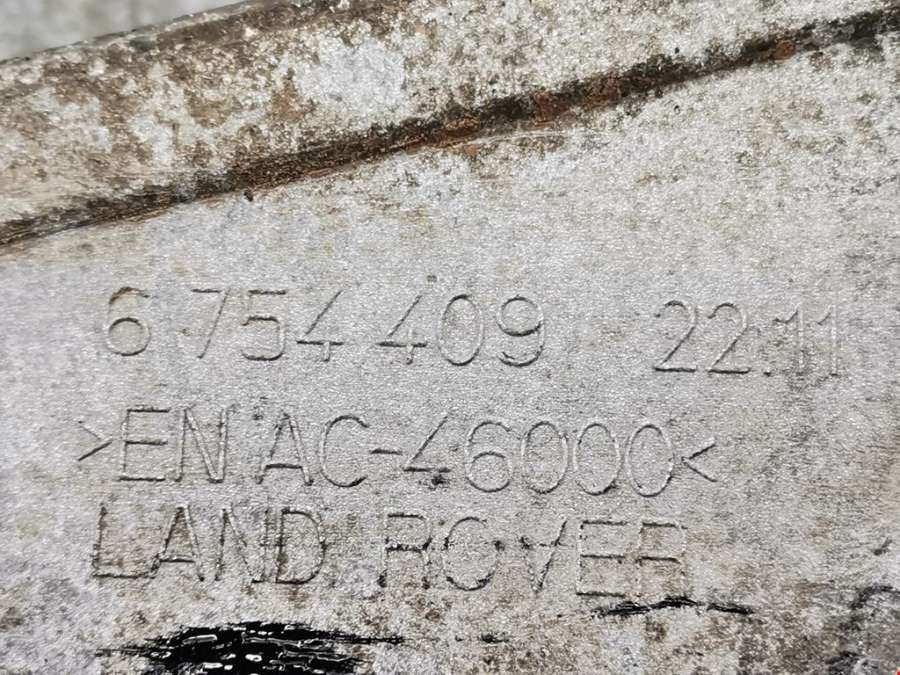 6 754 409 22.11
>EN AC-46000<
LAND ROVER